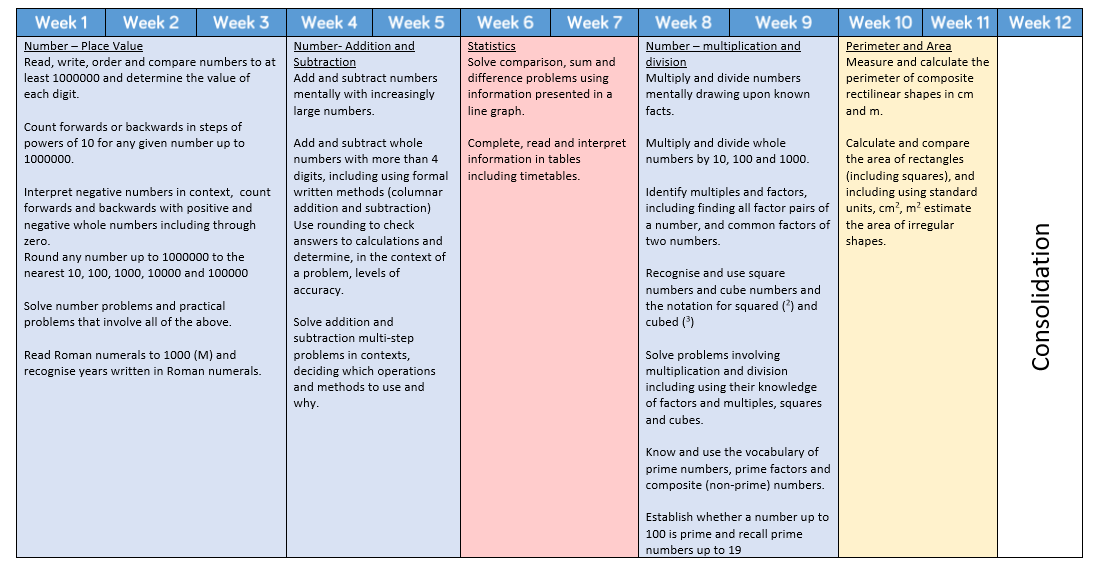 Week 1 Week 2 Week 3 Week 4 Week 5 Week 6 Week 7 Week 8 Week 9 Week 10 Week 11 Week 12
Number – Place Value
Read, write, order and compare numbers to at
least 1000000 and determine the value of
each digit.
Count forwards or backwards in steps of
powers of 10 for any given number up to
1000000.
Interpret negative numbers in context, count
forwards and backwards with positive and
negative whole numbers including through
zero.
Round any number up to 1000000 to the
nearest 10, 100, 1000, 10000 and 100000
Solve number problems and practical
problems that involve all of the above.
Read Roman numerals to 1000 (M) and
recognise years written in Roman numerals.
Number- Addition and
Subtraction
Add and subtract numbers
mentally with increasingly
large numbers.
Add and subtract whole
numbers with more than 4
digits, including using formal
written methods (columnar
addition and subtraction)
Use rounding to check
answers to calculations and
determine, in the context of
a problem, levels of
accuracy.
Solve addition and
subtraction multi-step
problems in contexts,
deciding which operations
and methods to use and
why.
Statistics
Solve comparison, sum and
difference problems using
information presented in a
line graph.
Complete, read and interpret
information in tables
including timetables.
Number – multiplication and
division
Multiply and divide numbers
mentally drawing upon known
facts.
Multiply and divide whole
numbers by 10, 100 and 1000.
Identify multiples and factors,
including finding all factor pairs of
a number, and common factors of
two numbers.
Recognise and use square
numbers and cube numbers and
the notation for squared (²) and
cubed (³)
Solve problems involving
multiplication and division
including using their knowledge
of factors and multiples, squares
and cubes.
Know and use the vocabulary of
prime numbers, prime factors and
composite (non-prime) numbers.
Establish whether a number up to
100 is prime and recall prime
numbers up to 19
Perimeter and Area
Measure and calculate the
perimeter of composite
rectilinear shapes in cm
and m.
Calculate and compare
the area of rectangles
(including squares), and
including using standard
units, cm², m² estimate
the area of irregular
shapes.
Consolidation